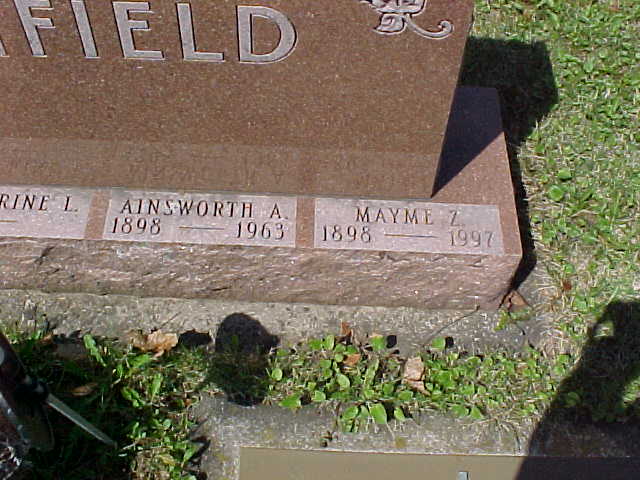 FIELD
RINE L.
AINSWORTH A.
1898 — 1963
MAYME Z.
1898 — 1997